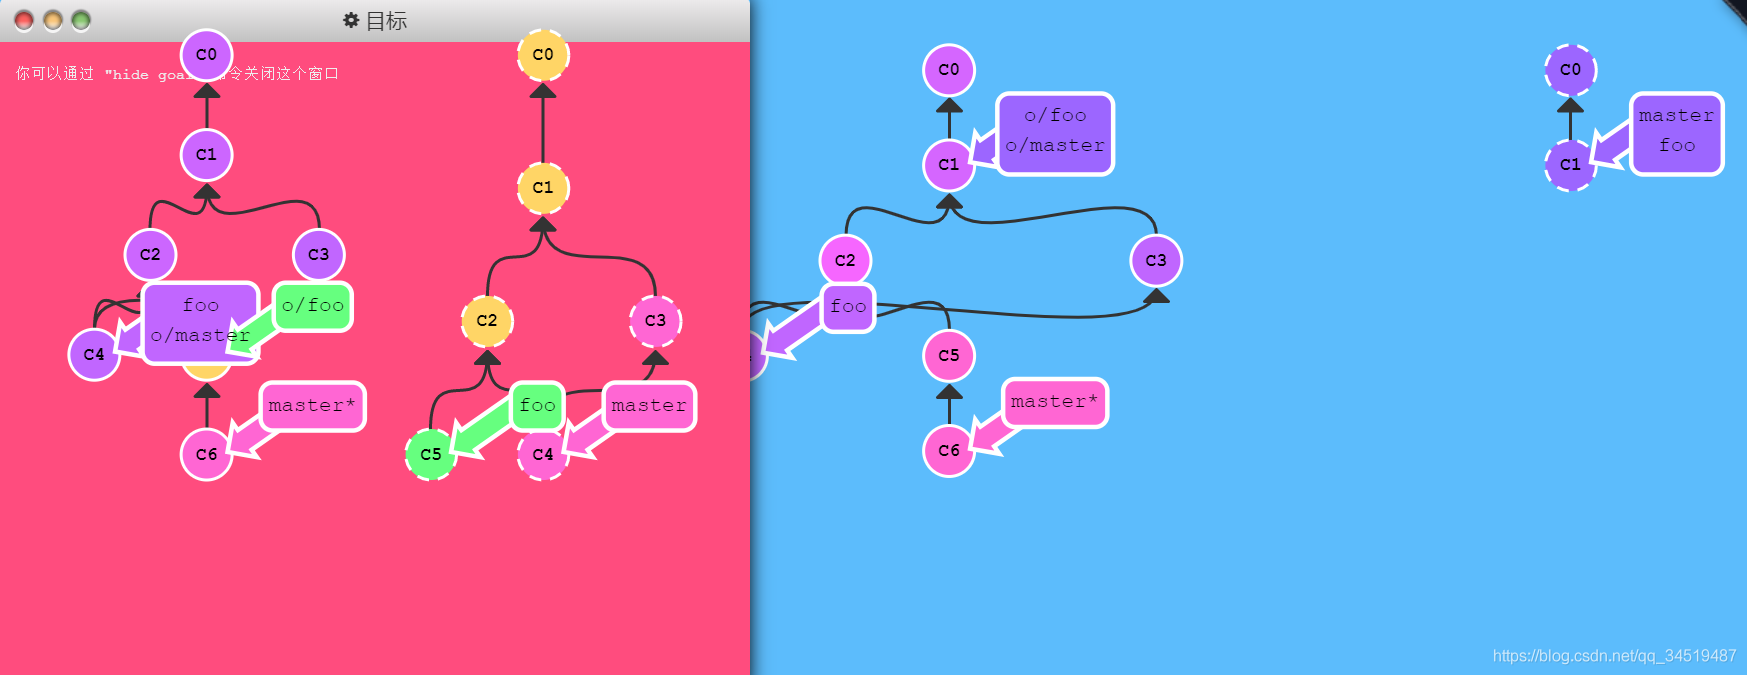 目标
你可以通过 "hide goal 令关闭这个窗口
C0
C1
C2
C3
foo
o/master
o/foo
C4
master*
C6
C0
C1
C2
C3
foo
master
C5
C4
C0
o/foo
o/master
C1
C2
C3
foo
C5
master*
C6
C0
master
foo
C1
https://blog.csdn.net/qq_34519487